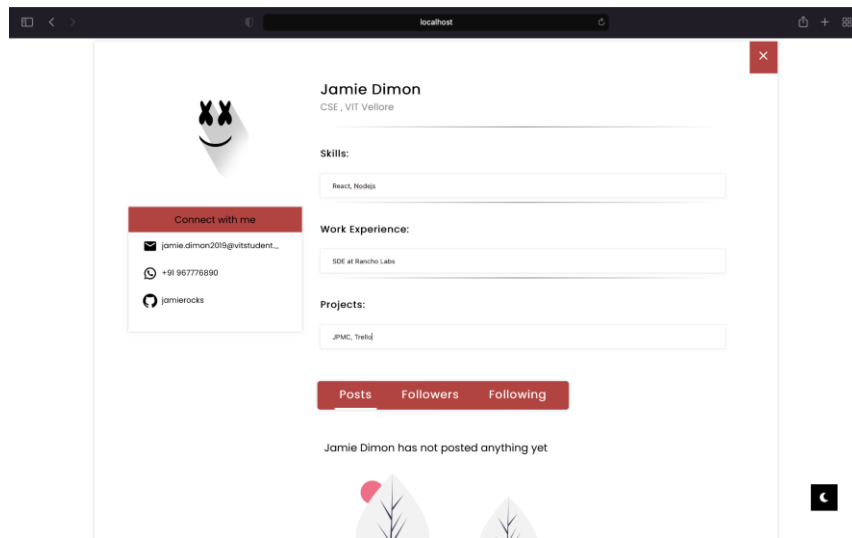 localhost
Jamie Dimon
CSE , VIT Vellore
Skills:
React, Nodejs
Connect with me
jamie.dimon2019@vitstudent...
+91 967776890
jamierocks
Work Experience:
SDE at Rancho Labs
Projects:
JPMC, Trello
Posts Followers Following
Jamie Dimon has not posted anything yet